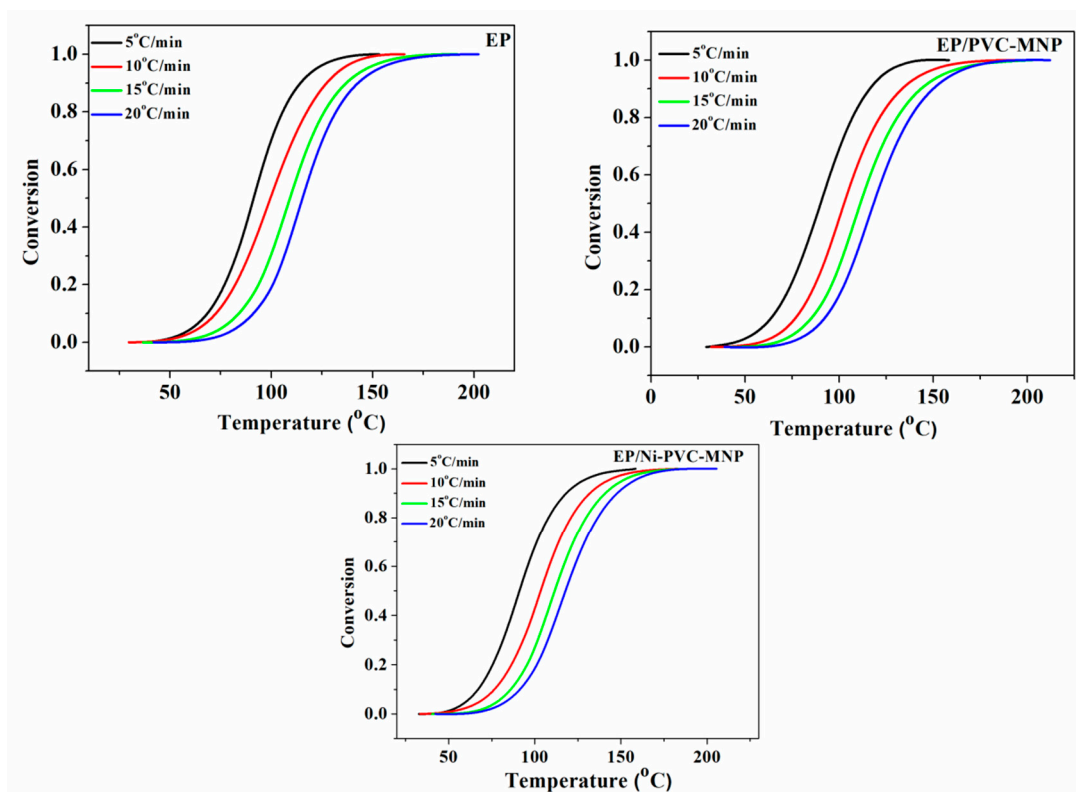 EP
5°C/min
10°C/min
15°C/min
20°C/min
1.0
0.8
0.6
0.4
0.2
0.0
Conversion
50 100 150 200
Temperature (°C)
EP/PVC-MNP
5°C/min
10°C/min
15°C/min
20°C/min
1.0
0.8
0.6
0.4
0.2
0.0
Conversion
0 50 100 150 200
Temperature (°C)
EP/Ni-PVC-MNP
5°C/min
10°C/min
15°C/min
20°C/min
1.0
0.8
0.6
0.4
0.2
0.0
Conversion
50 100 150 200
Temperature (°C)